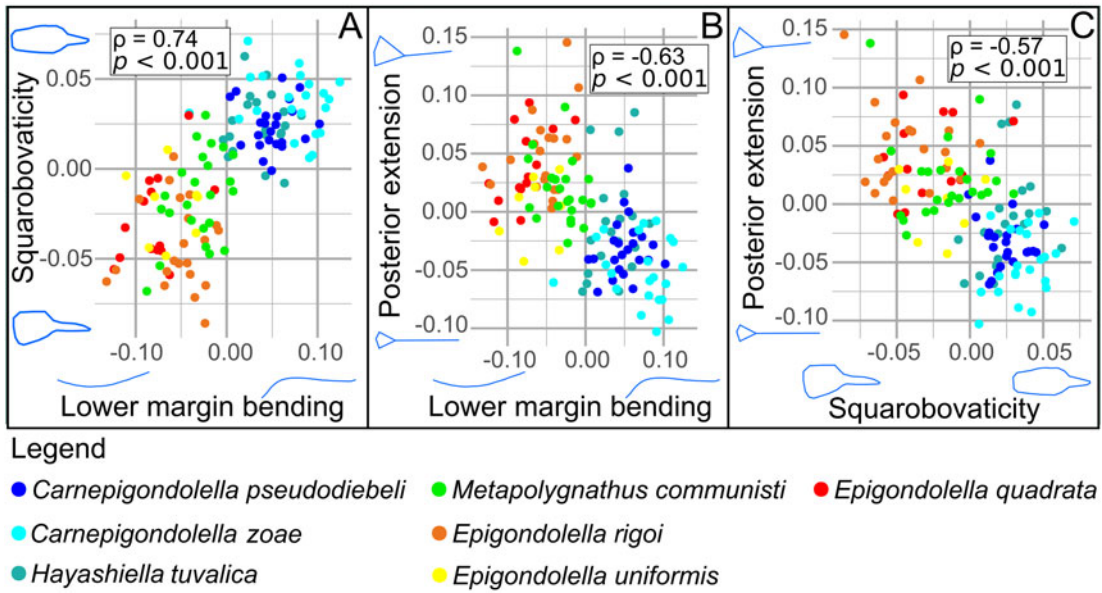 A
ρ = 0.74
p < 0.001
Squarobovaticity
0.05
0.00
-0.05
-0.10 0.00 0.10
Lower margin bending
B
ρ = -0.63
p < 0.001
Posterior extension
0.15
0.10
0.05
0.00
-0.05
-0.10
-0.10 0.00 0.10
Lower margin bending
C
ρ = -0.57
p < 0.001
Posterior extension
0.15
0.10
0.05
0.00
-0.05
-0.10
-0.05 0.00 0.05
Squarobovaticity
Legend
Carnepigondolella pseudodiebeli
Metapolygnathus communisti
Epigondolella quadrata
Carnepigondolella zoae
Epigondolella rigoi
Hayashiella tuvalica
Epigondolella uniformis